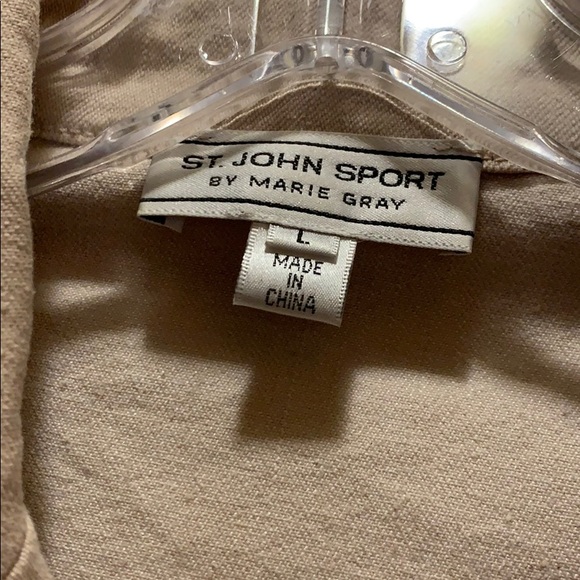 ST. JOHN SPORT
BY MARIE GRAY
L
MADE
IN
CHINA